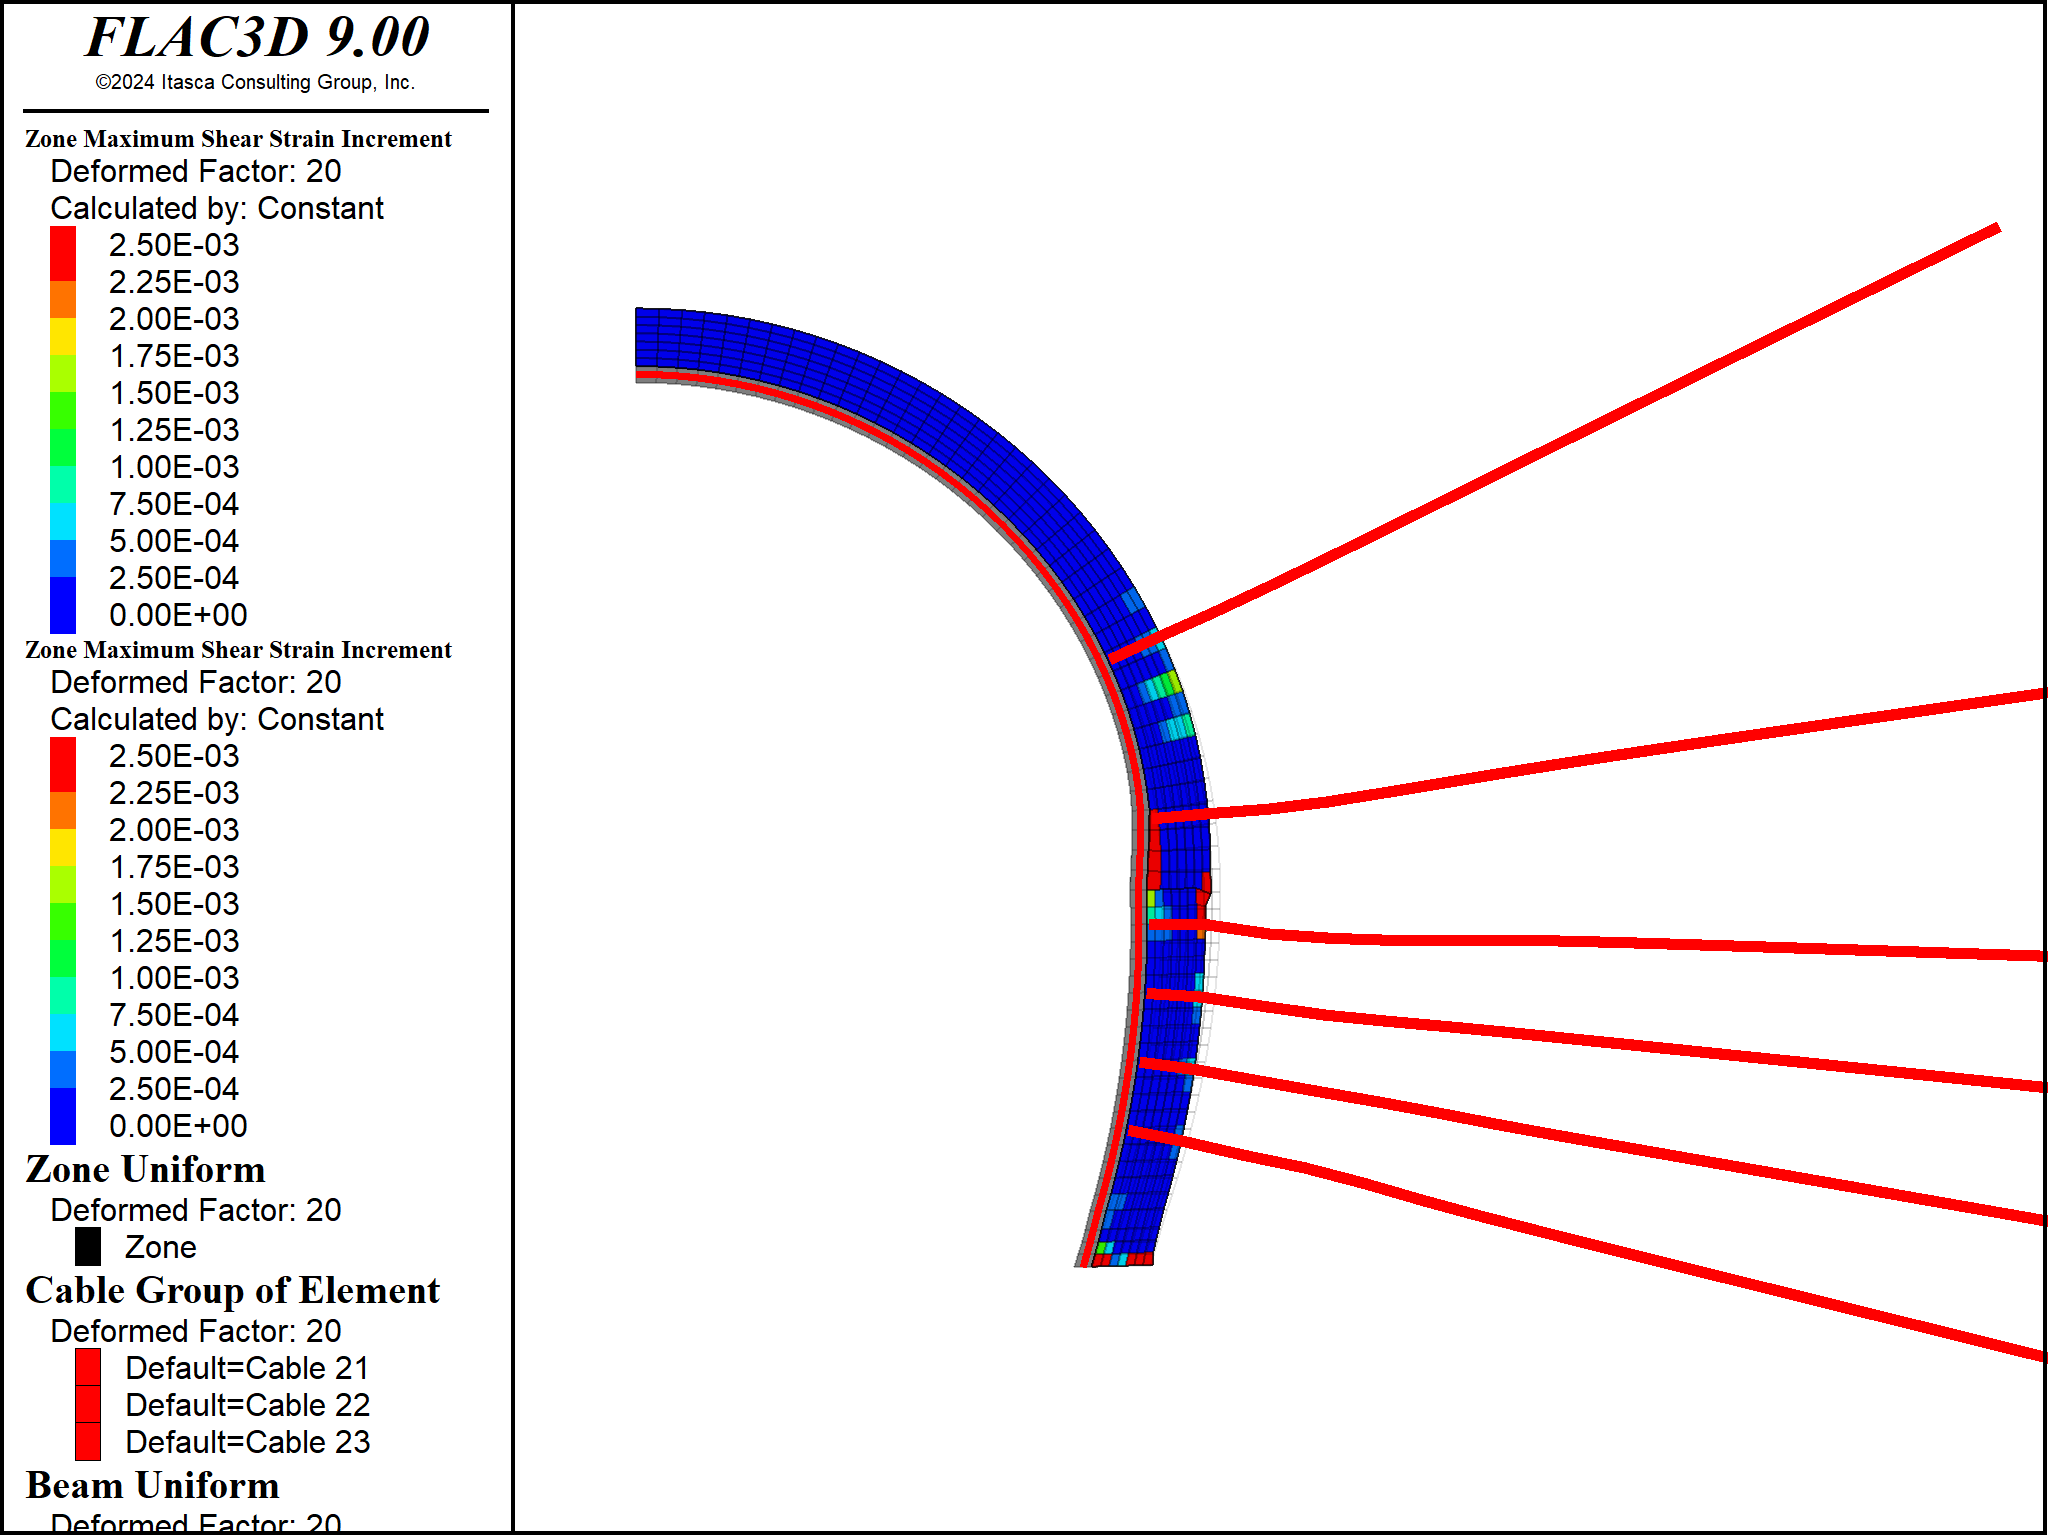 FLAC3D 9.00
©2024 Itasca Consulting Group, Inc.
Zone Maximum Shear Strain Increment
Deformed Factor: 20
Calculated by: Constant
2.50E-03
2.25E-03
2.00E-03
1.75E-03
1.50E-03
1.25E-03
1.00E-03
7.50E-04
5.00E-04
2.50E-04
0.00E+00
Zone Maximum Shear Strain Increment
Deformed Factor: 20
Calculated by: Constant
2.50E-03
2.25E-03
2.00E-03
1.75E-03
1.50E-03
1.25E-03
1.00E-03
7.50E-04
5.00E-04
2.50E-04
0.00E+00
Zone Uniform
Deformed Factor: 20
Zone
Cable Group of Element
Deformed Factor: 20
Default=Cable 21
Default=Cable 22
Default=Cable 23
Beam Uniform
Deformed Factor: 20